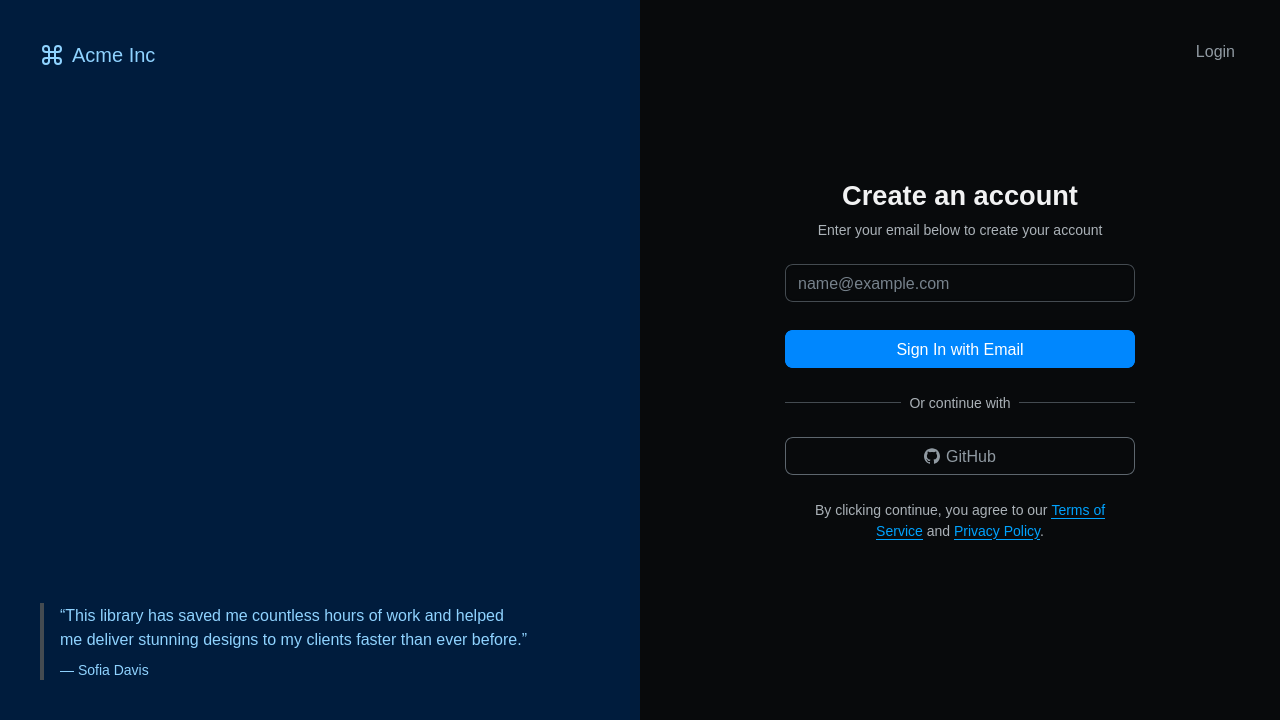 Acme Inc
“This library has saved me countless hours of work and helped
me deliver stunning designs to my clients faster than ever before.”
— Sofia Davis
Login
Create an account
Enter your email below to create your account
name@example.com
Sign In with Email
Or continue with
GitHub
By clicking continue, you agree to our Terms of
Service and Privacy Policy.